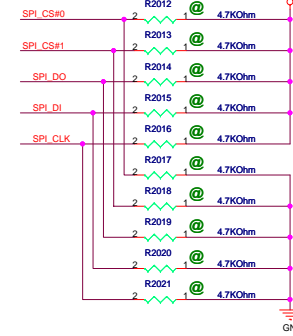 R2012
SPI_CS#0 2 1 @ 4.7KOhm
R2013
SPI_CS#1 2 1 @ 4.7KOhm
R2014
SPI_DO 2 1 @ 4.7KOhm
R2015
SPI_DI 2 1 @ 4.7KOhm
R2016
SPI_CLK 2 1 @ 4.7KOhm
R2017
2 1 @ 4.7KOhm
R2018
2 1 @ 4.7KOhm
R2019
2 1 @ 4.7KOhm
R2020
2 1 @ 4.7KOhm
R2021
2 1 @ 4.7KOhm